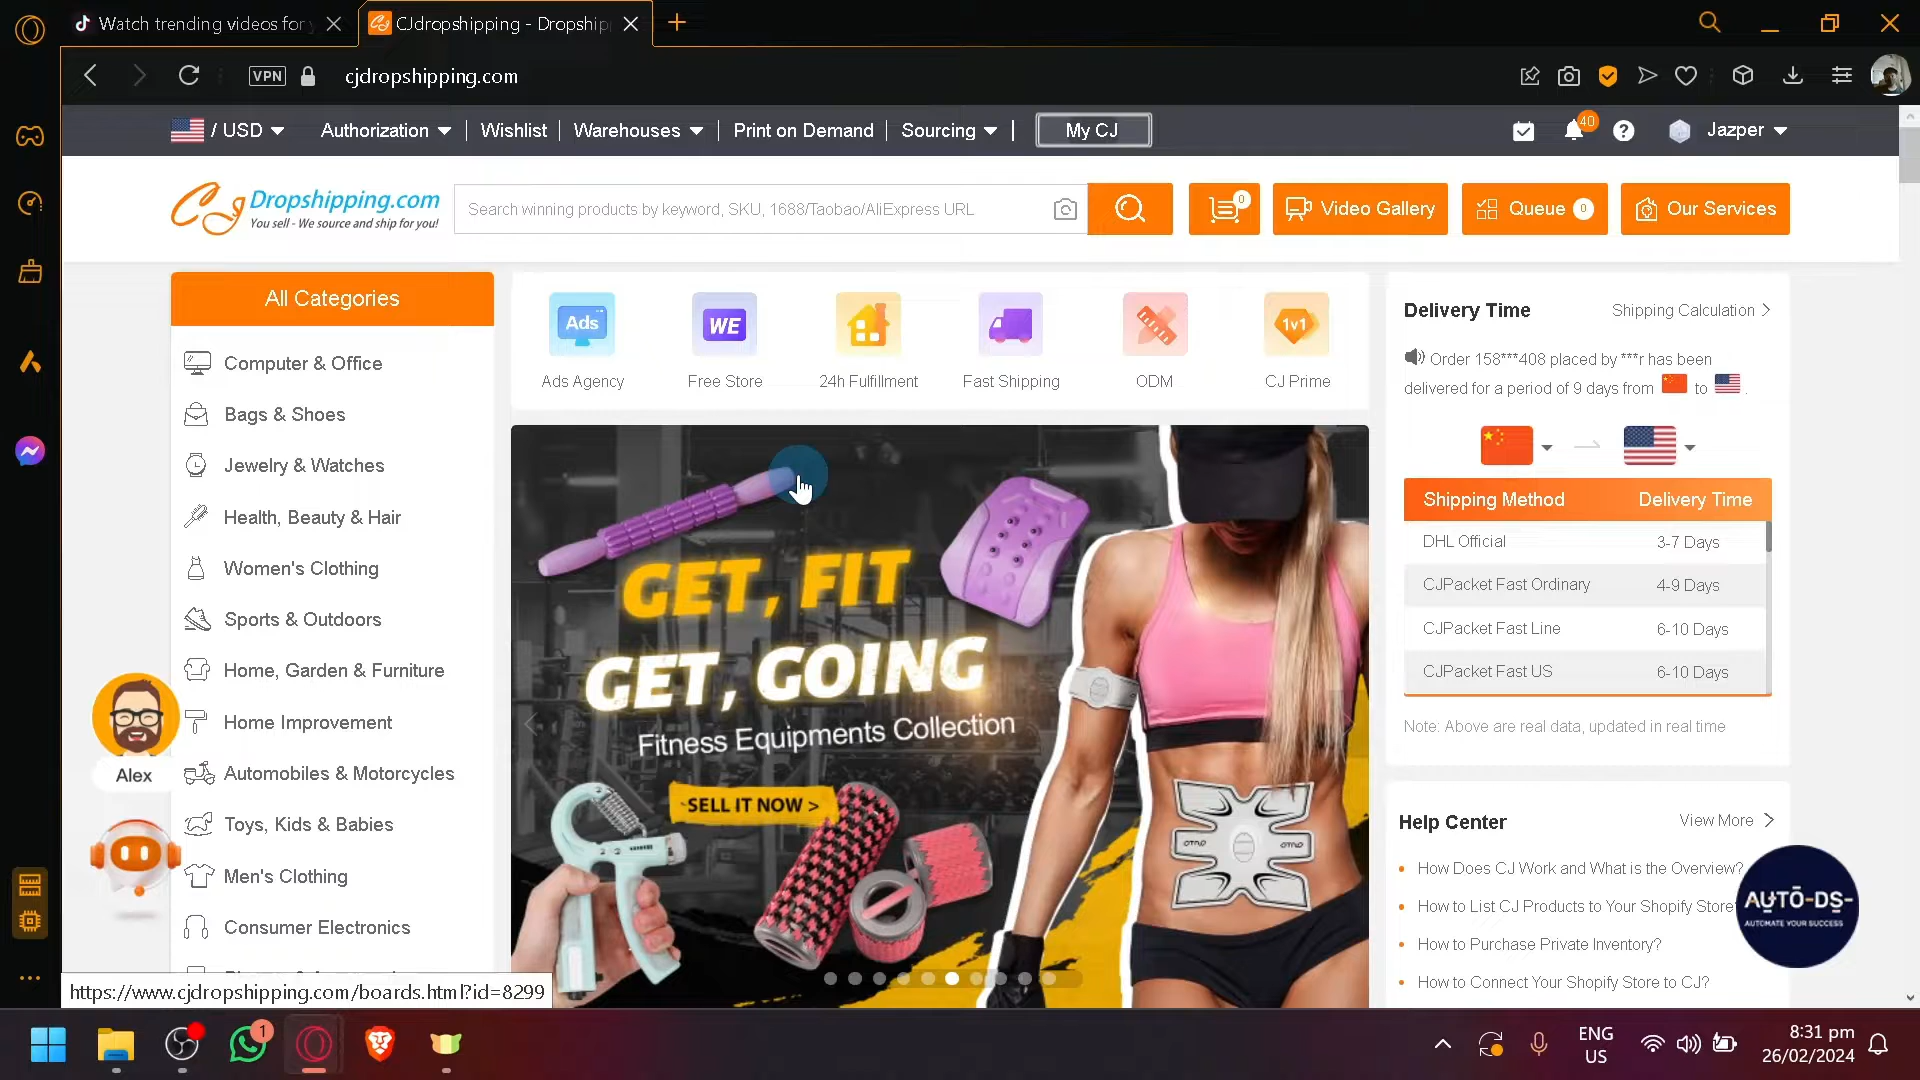 Watch trending videos for
CJdropshipping - Dropship
VPN
cjdropshipping.com
/ USD
Authorization
Wishlist
Warehouses
Print on Demand
Sourcing
My CJ
40
Jazper
CJ Dropshipping.com
You sell - We source and ship for you!
Search winning products by keyword, SKU, 1688/Taobao/AliExpress URL
0
Video Gallery
Queue 0
Our Services
All Categories
Computer & Office
Bags & Shoes
Jewelry & Watches
Health, Beauty & Hair
Women's Clothing
Sports & Outdoors
Home, Garden & Furniture
Home Improvement
Automobiles & Motorcycles
Toys, Kids & Babies
Men's Clothing
Consumer Electronics
Alex
Ads
WE
1v1
Ads Agency
Free Store
24h Fulfillment
Fast Shipping
ODM
CJ Prime
GET, FIT
GET, GOING
Fitness Equipments Collection
SELL IT NOW >
Delivery Time
Shipping Calculation >
Order 158***408 placed by ***r has been
delivered for a period of 9 days from to .
Shipping Method Delivery Time
DHL Official 3-7 Days
CJPacket Fast Ordinary 4-9 Days
CJPacket Fast Line 6-10 Days
CJPacket Fast US 6-10 Days
Note: Above are real data, updated in real time
Help Center
View More >
How Does CJ Work and What is the Overview?
How to List CJ Products to Your Shopify Store
How to Purchase Private Inventory?
How to Connect Your Shopify Store to CJ?
AUTŌ-DS-
AUTOMATE YOUR SUCCESS
https://www.cjdropshipping.com/boards.html?id=8299
1
ENG
US
8:31 pm
26/02/2024